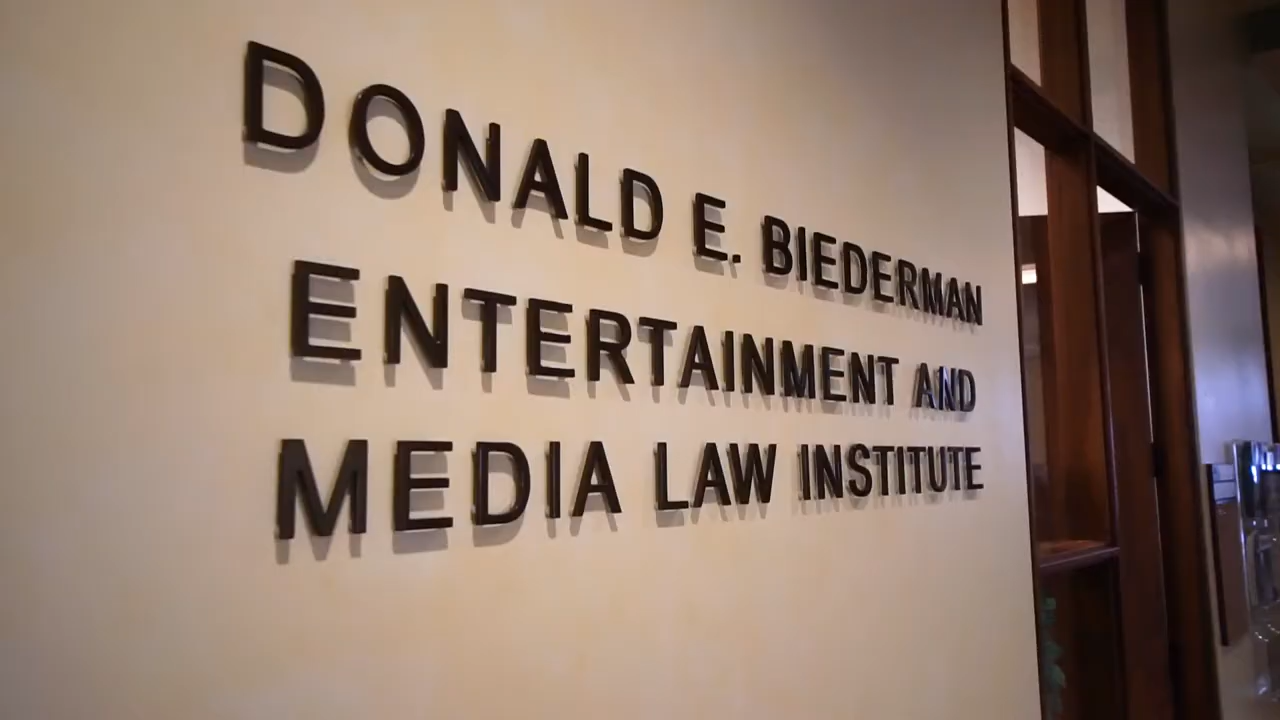 DONALD E. BIEDERMAN
ENTERTAINMENT AND
MEDIA LAW INSTITUTE